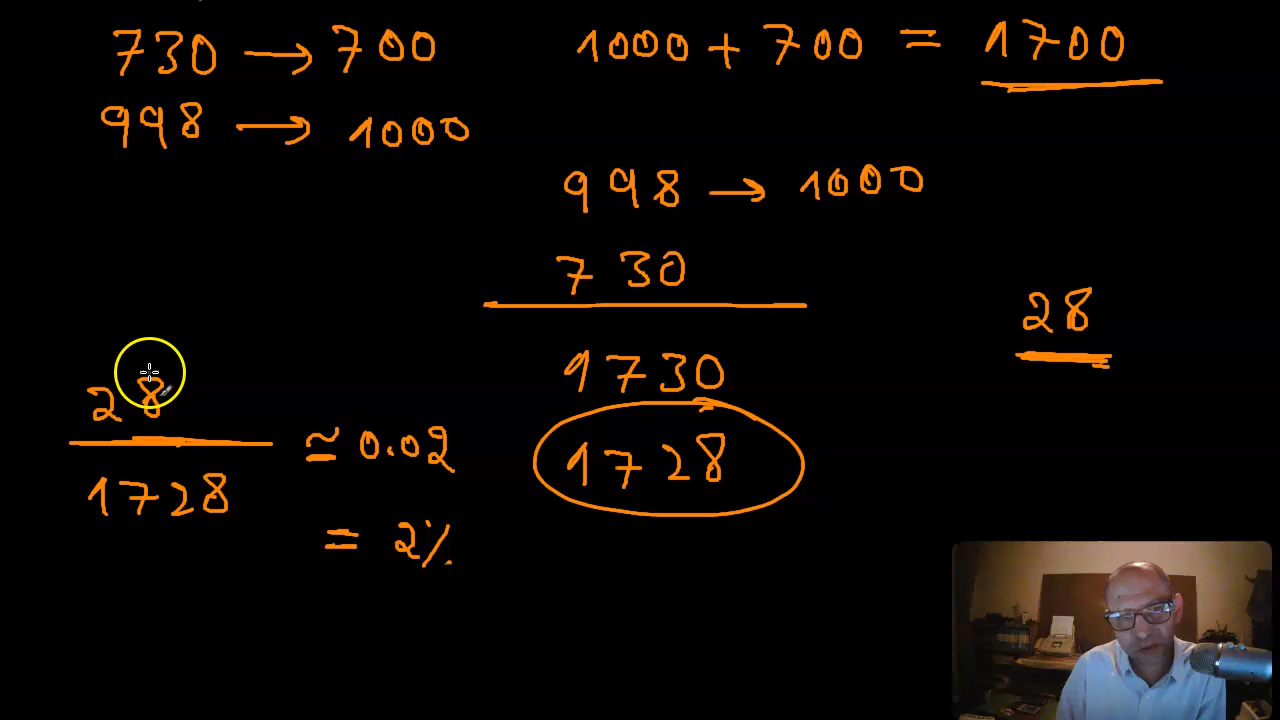 730 → 700
1000 + 700 = 1700
998 → 1000
998 → 1000
730
28
1730
28
1728
≈ 0.02
1728
= 2%